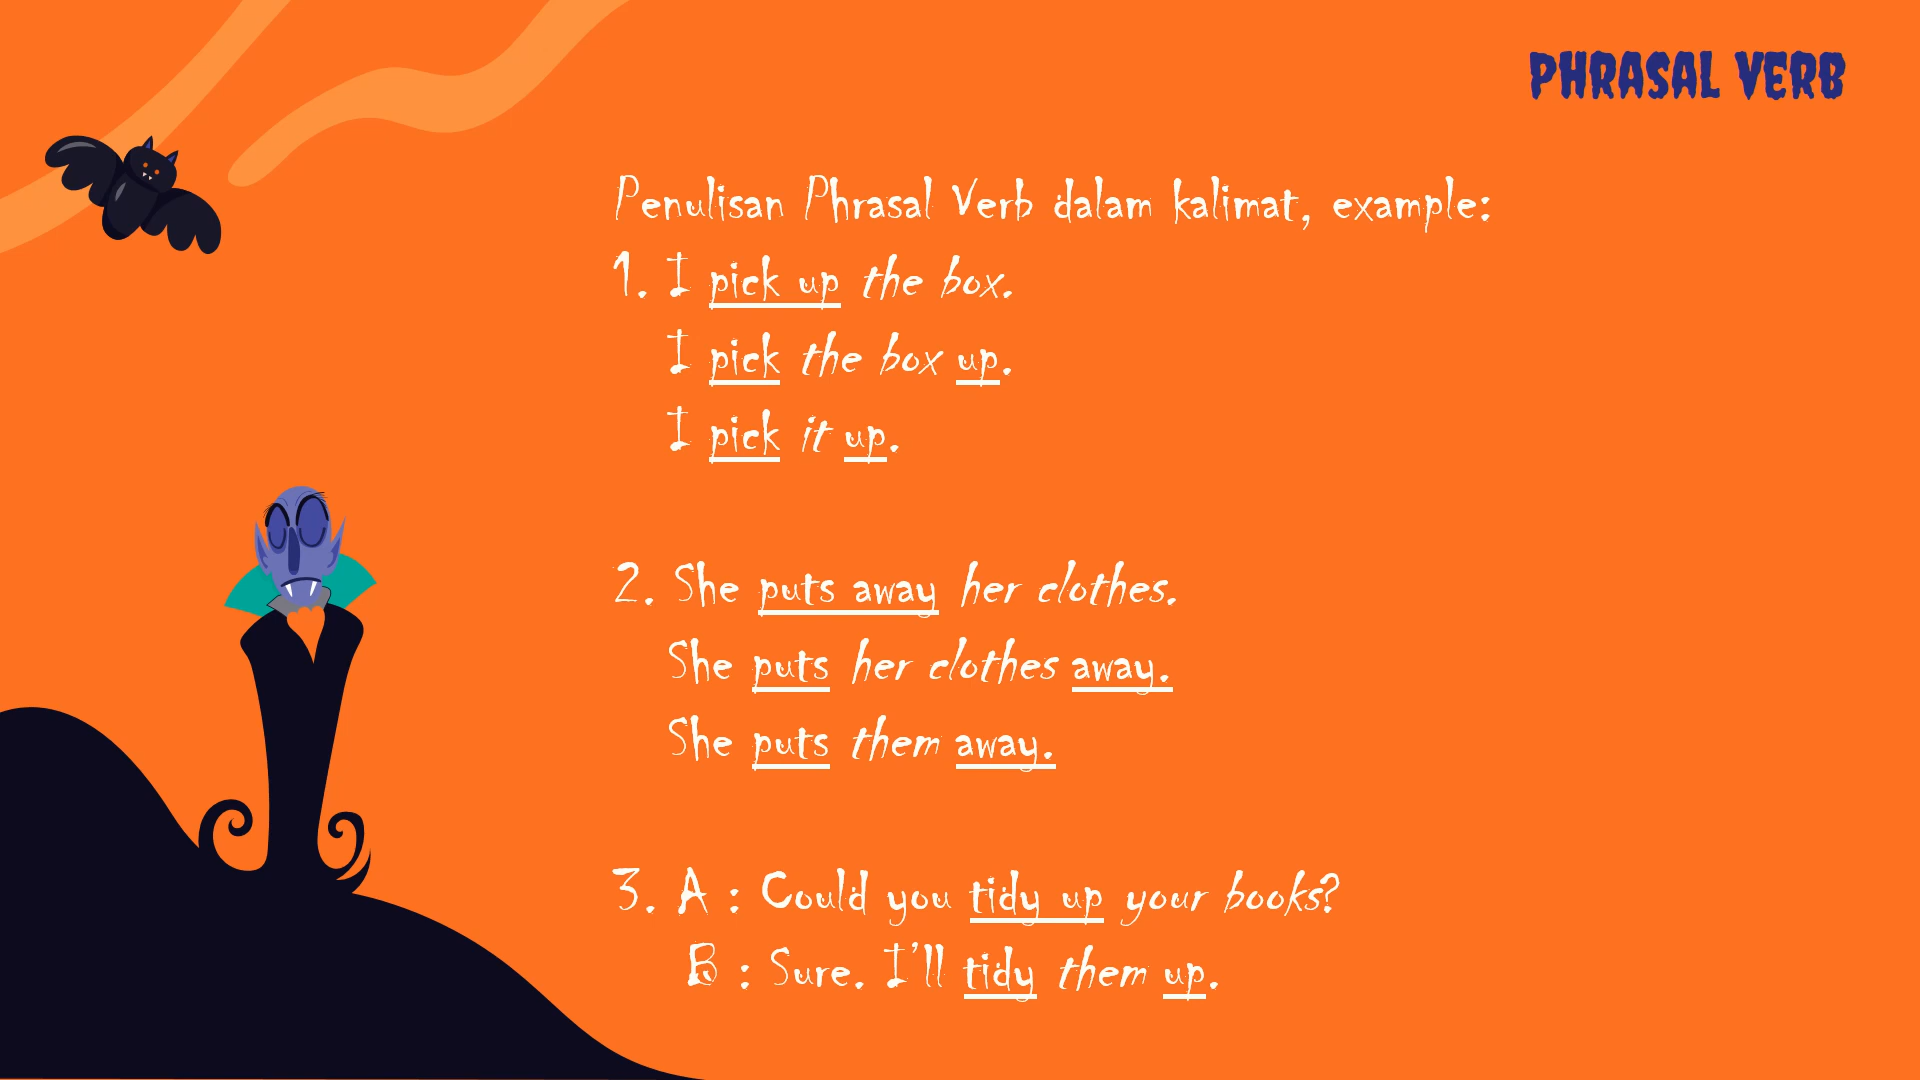 PHRASAL VERB
Penulisan Phrasal Verb dalam kalimat, example:
1. I pick up the box.
I pick the box up.
I pick it up.
2. She puts away her clothes.
She puts her clothes away.
She puts them away.
3. A : Could you tidy up your books?
B : Sure. I'll tidy them up.